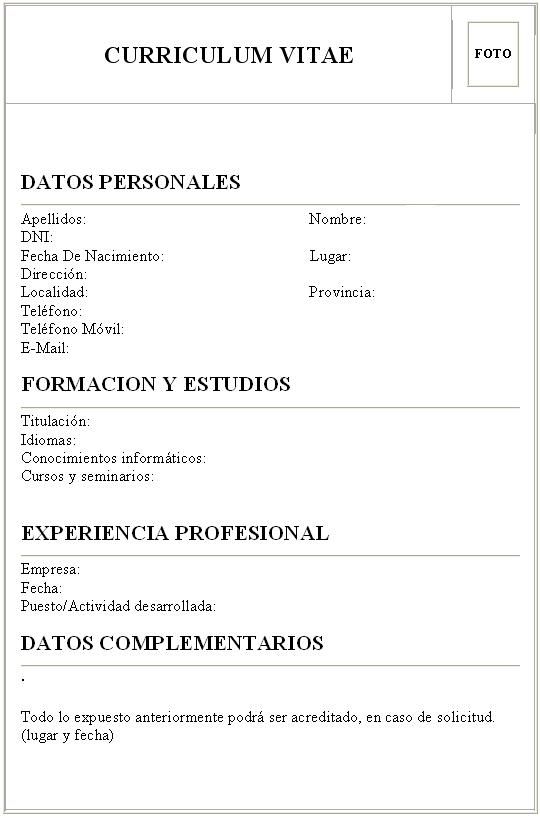 CURRICULUM VITAE
FOTO
DATOS PERSONALES
Apellidos: Nombre:
DNI:
Fecha De Nacimiento: Lugar:
Dirección:
Localidad: Provincia:
Teléfono:
Teléfono Móvil:
E-Mail:
FORMACION Y ESTUDIOS
Titulación:
Idiomas:
Conocimientos informáticos:
Cursos y seminarios:
EXPERIENCIA PROFESIONAL
Empresa:
Fecha:
Puesto/Actividad desarrollada:
DATOS COMPLEMENTARIOS
.
Todo lo expuesto anteriormente podrá ser acreditado, en caso de solicitud.
(lugar y fecha)